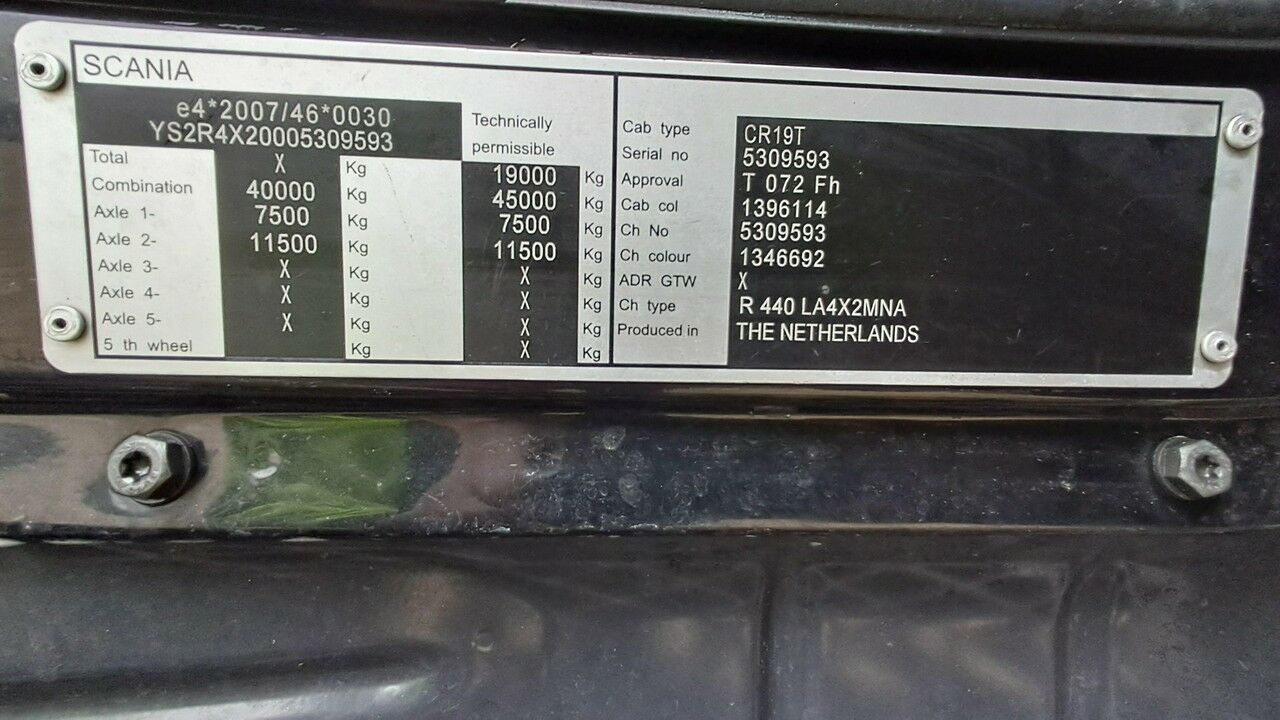 SCANIA
e4*2007/46*0030
YS2R4X20005309593
Technically
permissible
Total X Kg 19000 Kg
Combination 40000 Kg 45000 Kg
Axle 1- 7500 Kg 7500 Kg
Axle 2- 11500 Kg 11500 Kg
Axle 3- X Kg X Kg
Axle 4- X Kg X Kg
Axle 5- X Kg X Kg
5 th wheel Kg X Kg
Cab type CR19T
Serial no 5309593
Approval T 072 Fh
Cab col 1396114
Ch No 5309593
Ch colour 1346692
ADR GTW X
Ch type R 440 LA4X2MNA
Produced in THE NETHERLANDS